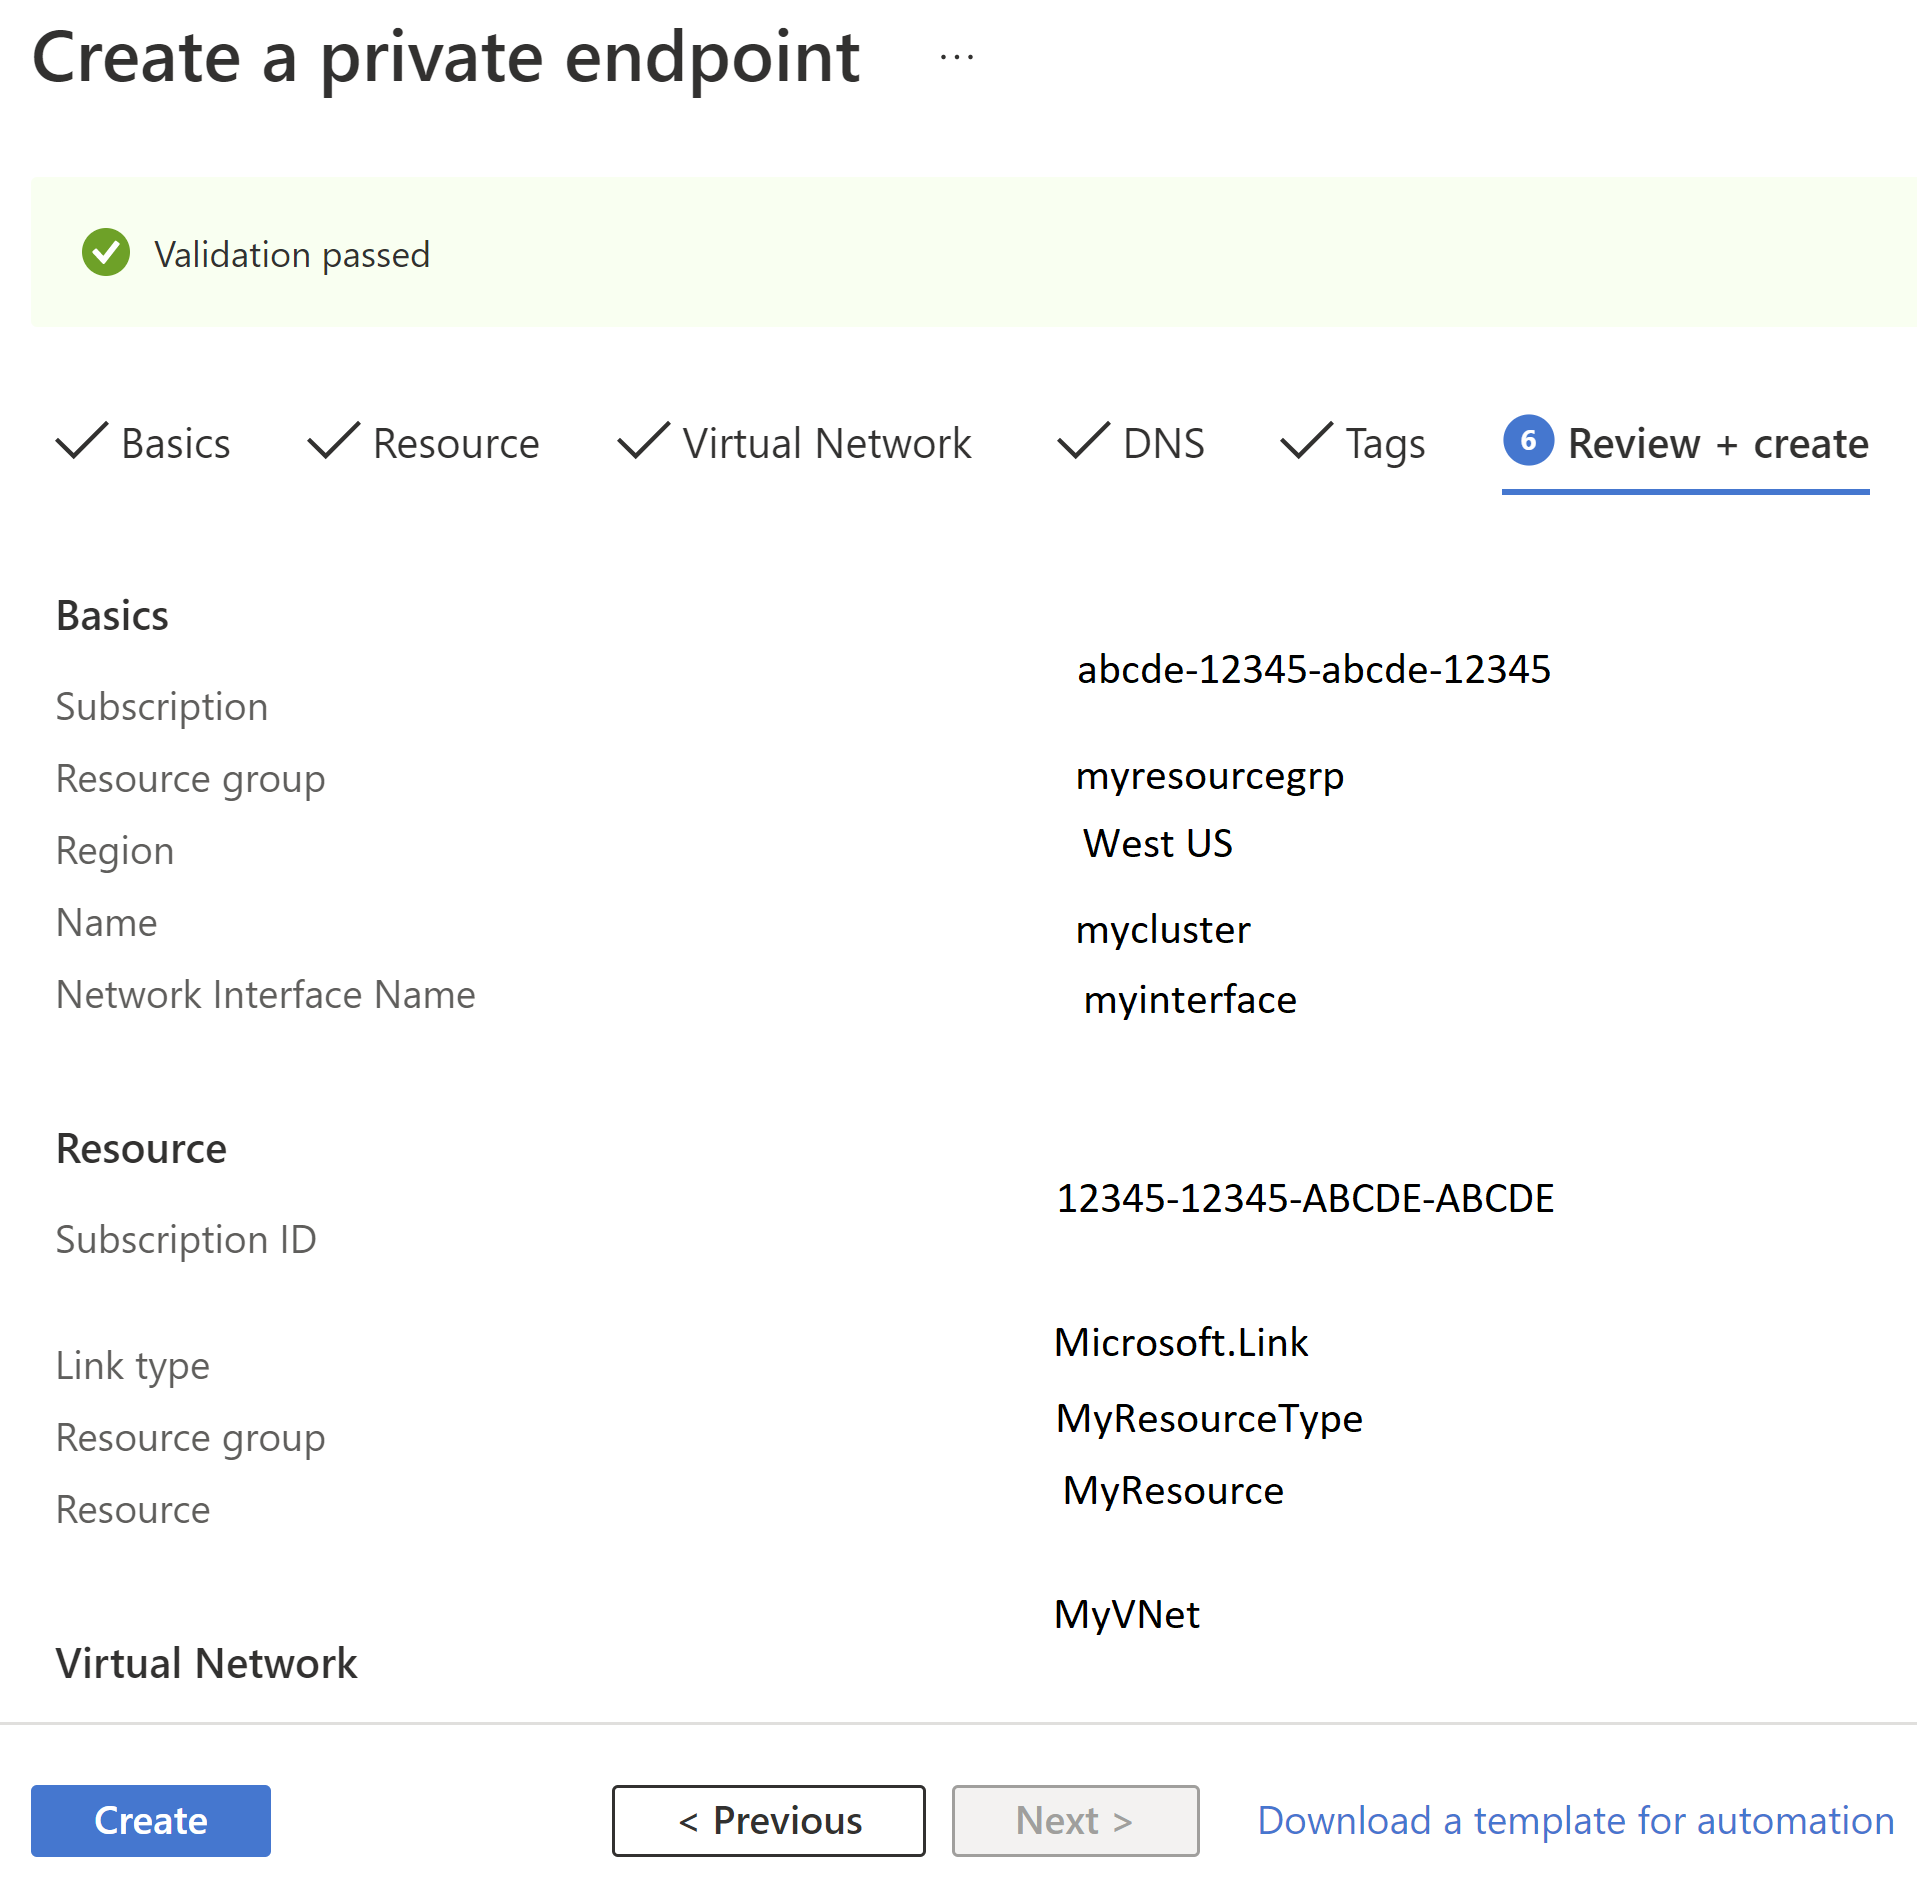 Create a private endpoint ...
Validation passed
Basics Resource Virtual Network DNS Tags 6 Review + create
Basics
Subscription abcde-12345-abcde-12345
Resource group myresourcegrp
Region West US
Name mycluster
Network Interface Name myinterface
Resource
Subscription ID 12345-12345-ABCDE-ABCDE
Link type Microsoft.Link
Resource group MyResourceType
Resource MyResource
MyVNet
Virtual Network
Create < Previous Next > Download a template for automation